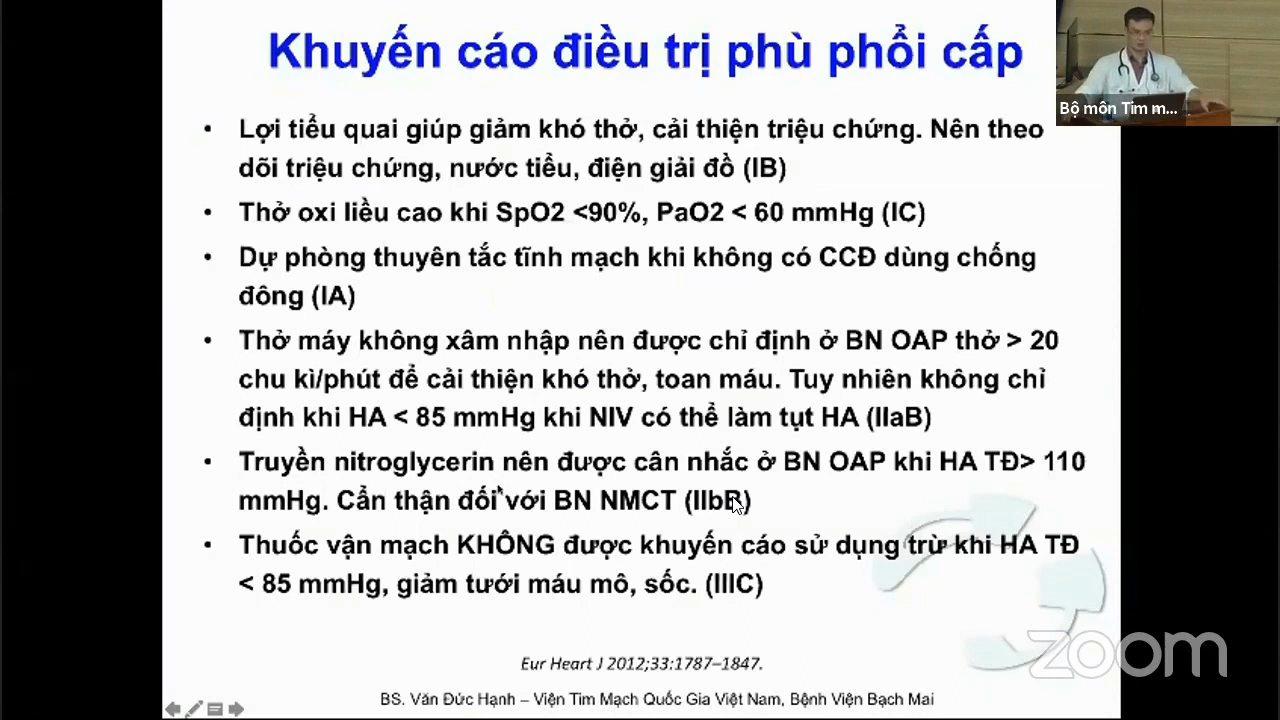 Khuyến cáo điều trị phù phổi cấp
Bộ môn Tim m...
• Lợi tiểu quai giúp giảm khó thở, cải thiện triệu chứng. Nên theo
dõi triệu chứng, nước tiểu, điện giải đồ (IB)
• Thở oxi liều cao khi SpO2 <90%, PaO2 < 60 mmHg (IC)
• Dự phòng thuyên tắc tĩnh mạch khi không có CCĐ dùng chống
đông (IA)
• Thở máy không xâm nhập nên được chỉ định ở BN OAP thở > 20
chu kì/phút để cải thiện khó thở, toan máu. Tuy nhiên không chỉ
định khi HA < 85 mmHg khi NIV có thể làm tụt HA (IIaB)
• Truyền nitroglycerin nên được cân nhắc ở BN OAP khi HA TĐ> 110
mmHg. Cẩn thận đối với BN NMCT (IIbB)
• Thuốc vận mạch KHÔNG được khuyến cáo sử dụng trừ khi HA TĐ
< 85 mmHg, giảm tưới máu mô, sốc. (IIIC)
zoom
Eur Heart J 2012;33:1787–1847.
BS. Văn Đức Hạnh – Viện Tim Mạch Quốc Gia Việt Nam, Bệnh Viện Bạch Mai